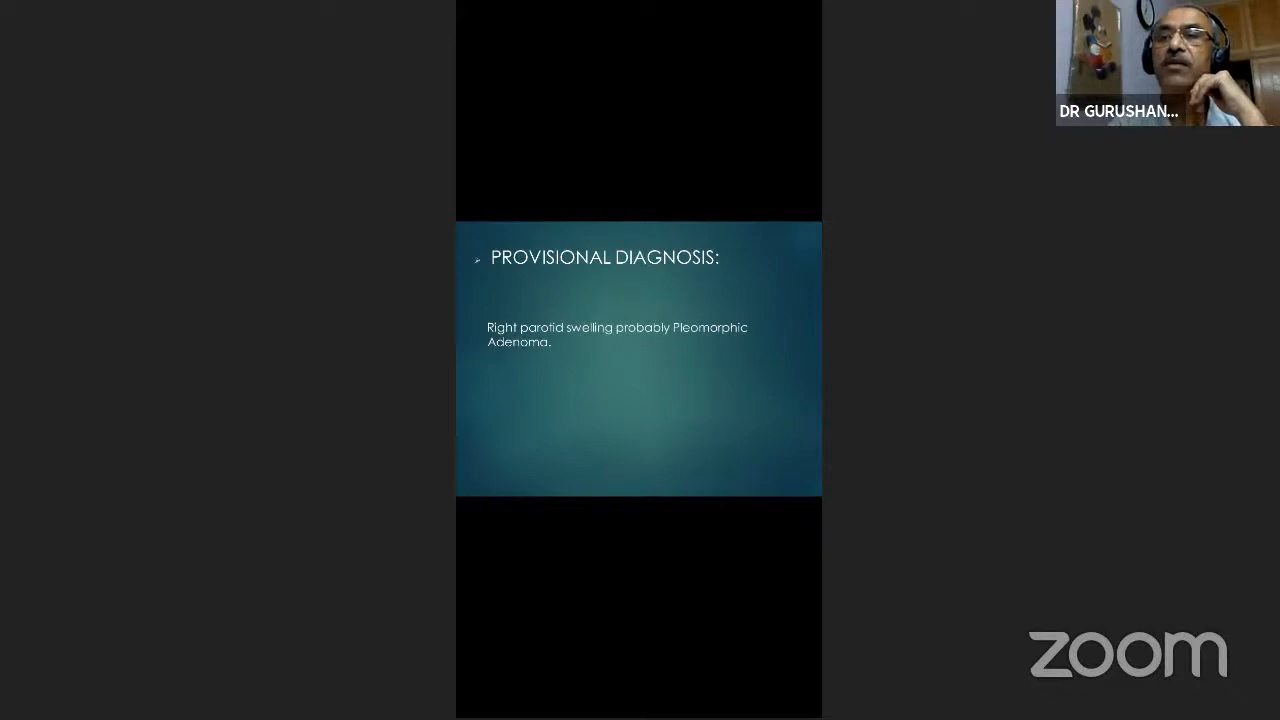 DR GURUSHAN...
PROVISIONAL DIAGNOSIS:
Right parotid swelling probably Pleomorphic
Adenoma.
zoom